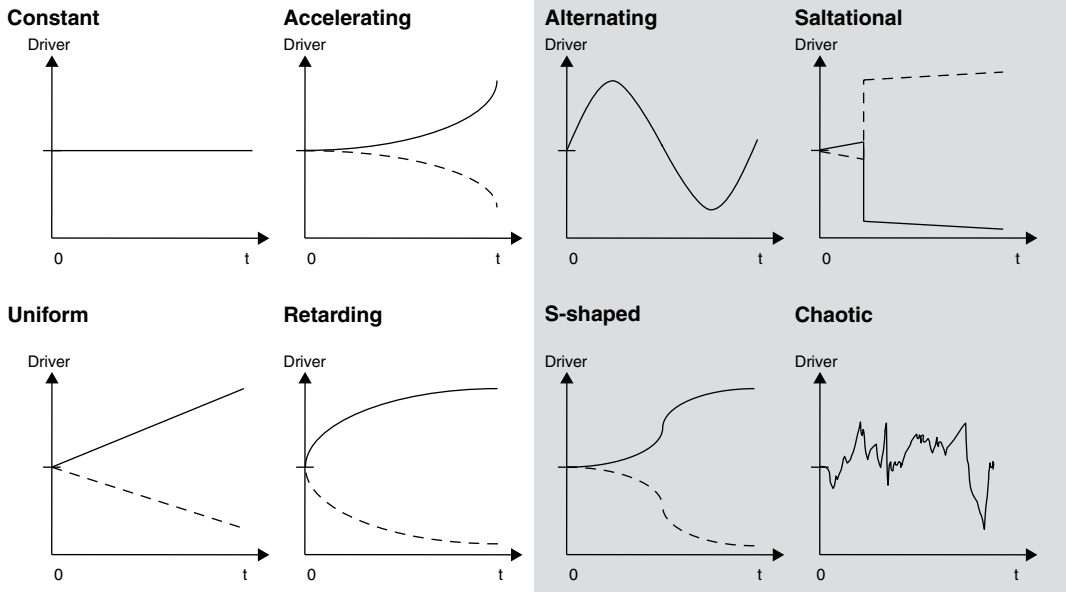 Constant
Driver
0 t
Accelerating
Driver
0 t
Alternating
Driver
0 t
Saltational
Driver
0 t
Uniform
Driver
0 t
Retarding
Driver
0 t
S-shaped
Driver
0 t
Chaotic
Driver
0 t